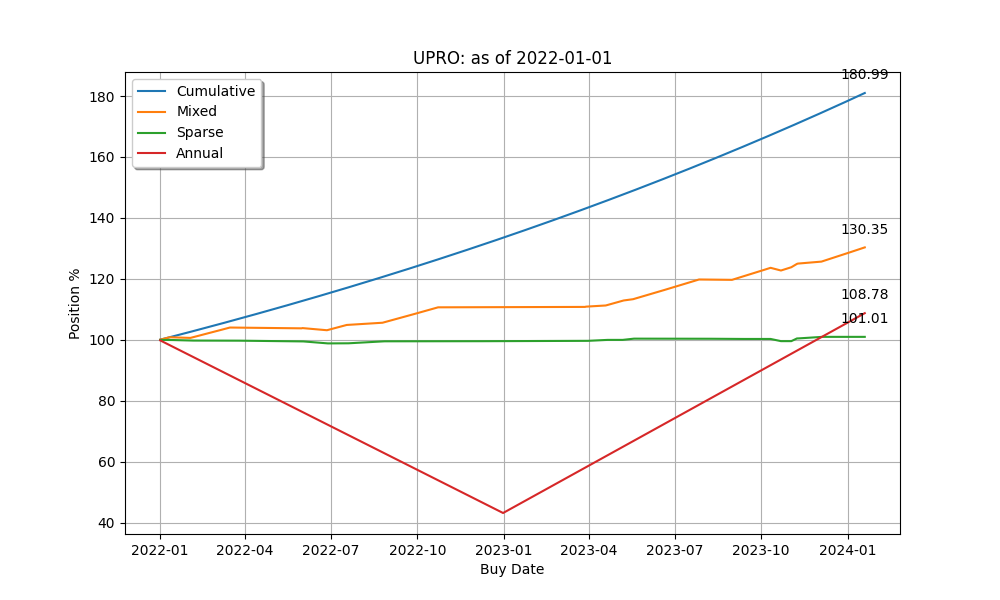 UPRO: as of 2022-01-01
180.99
180
Cumulative
Mixed
Sparse
Annual
160
140
130.35
120
108.78
101.01
100
80
60
40
Position %
2022-01 2022-04 2022-07 2022-10 2023-01 2023-04 2023-07 2023-10 2024-01
Buy Date